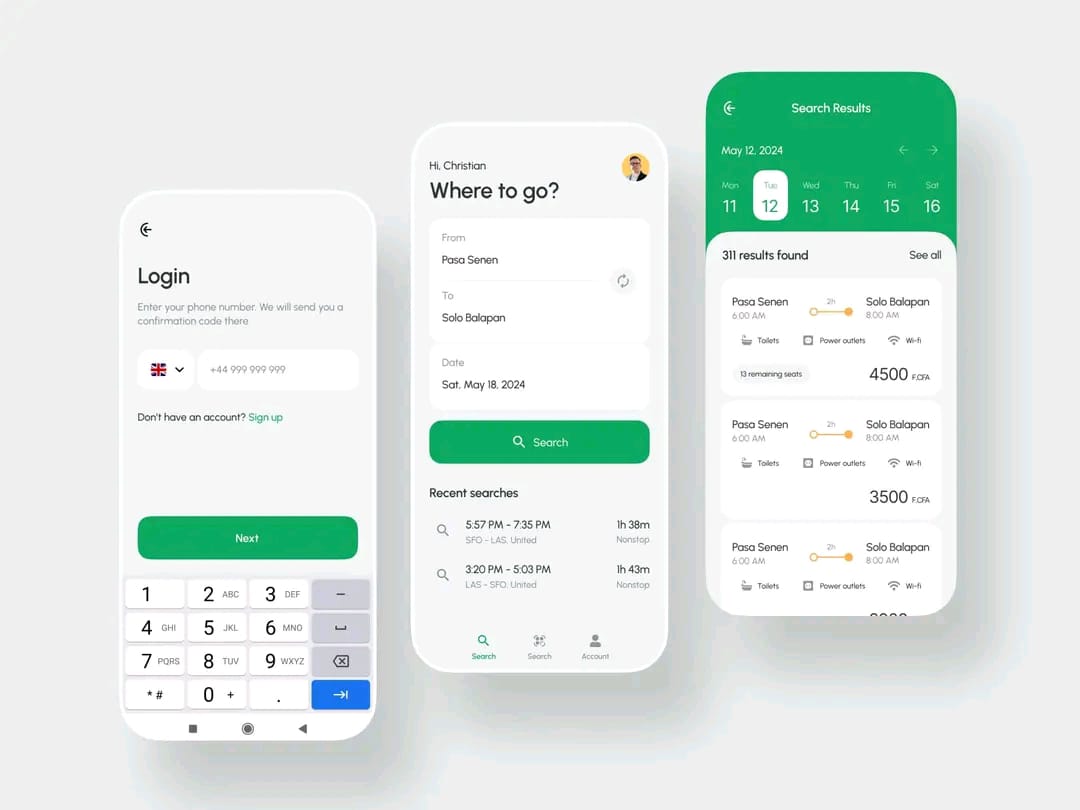 Login
Enter your phone number. We will send you a
confirmation code there
+44 999 999 999
Don't have an account? Sign up
Next
1 2 ABC 3 DEF −
4 GHI 5 JKL 6 MNO
7 PQRS 8 TUV 9 WXYZ
* # 0 + .
Hi, Christian
Where to go?
From
Pasa Senen
To
Solo Balapan
Date
Sat. May 18, 2024
Search
Recent searches
5:57 PM - 7:35 PM 1h 38m
SFO - LAS, United Nonstop
3:20 PM - 5:03 PM 1h 43m
LAS - SFO, United Nonstop
Search Search Account
Search Results
May 12, 2024
Mon Tue Wed Thu Fri Sat
11 12 13 14 15 16
311 results found See all
2h
Pasa Senen Solo Balapan
6:00 AM 8:00 AM
Toilets Power outlets Wi-fi
13 remaining seats 4500 F.CFA
2h
Pasa Senen Solo Balapan
6:00 AM 8:00 AM
Toilets Power outlets Wi-fi
3500 F.CFA
2h
Pasa Senen Solo Balapan
6:00 AM 8:00 AM
Toilets Power outlets Wi-fi